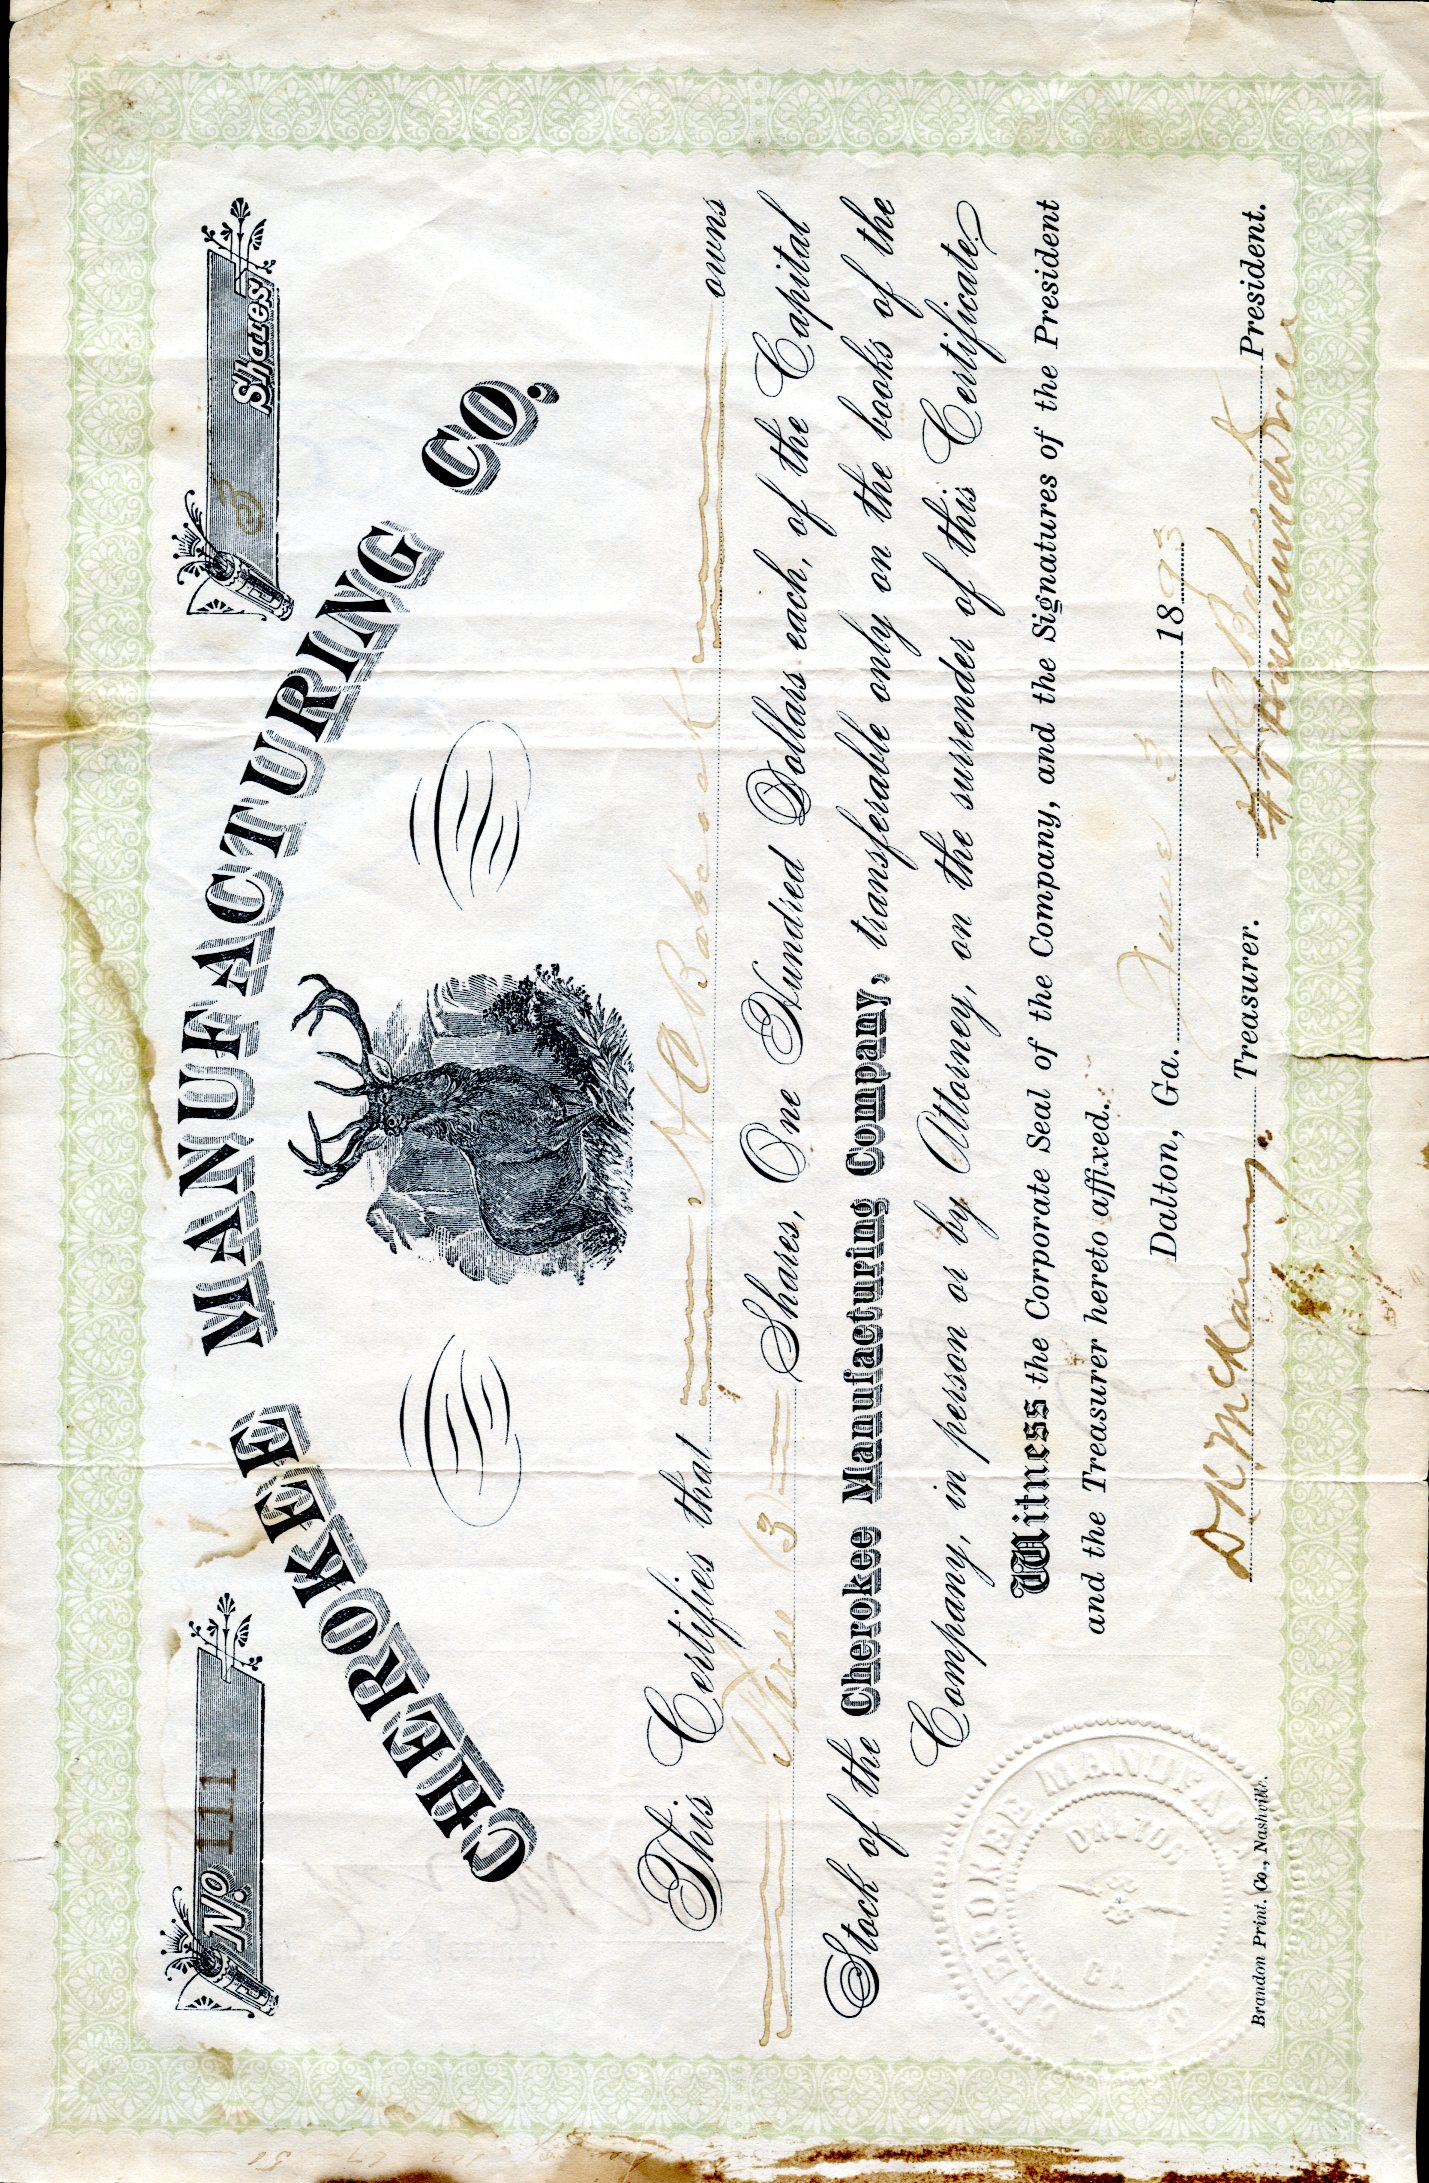 No. 111
3 Shares
CHEROKEE MANUFACTURING CO.
This Certifies that H C Babcock owns
Three (3) Shares, One Hundred Dollars each, of the Capital
Stock of the Cherokee Manufacturing Company, transferable only on the books of the
Company, in person or by Attorney, on the surrender of this Certificate.
Witness the Corporate Seal of the Company, and the Signatures of the President
and the Treasurer hereto affixed.
Dalton, Ga. June 3 1893
Treasurer.
President.
CHEROKEE MANUF'N'G CO
DALTON
GA
Brandon Print. Co., Nashville.